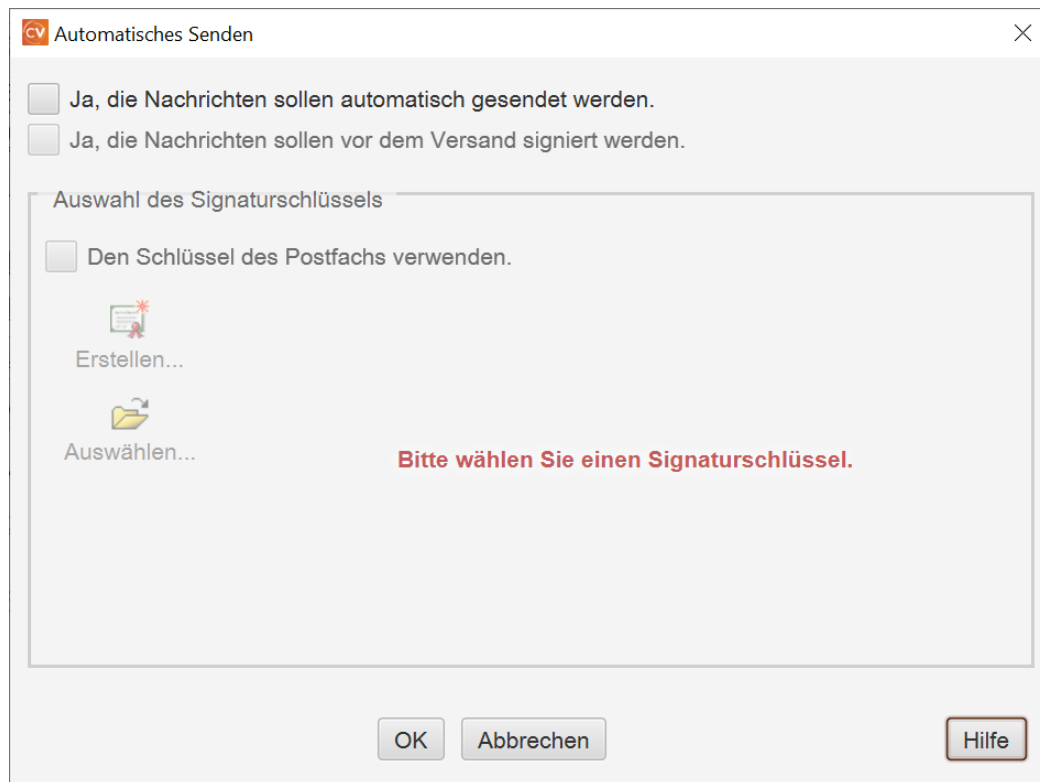 CV Automatisches Senden
Ja, die Nachrichten sollen automatisch gesendet werden.
Ja, die Nachrichten sollen vor dem Versand signiert werden.
Auswahl des Signaturschlüssels
Den Schlüssel des Postfachs verwenden.
Erstellen...
Auswählen...
Bitte wählen Sie einen Signaturschlüssel.
OK Abbrechen Hilfe